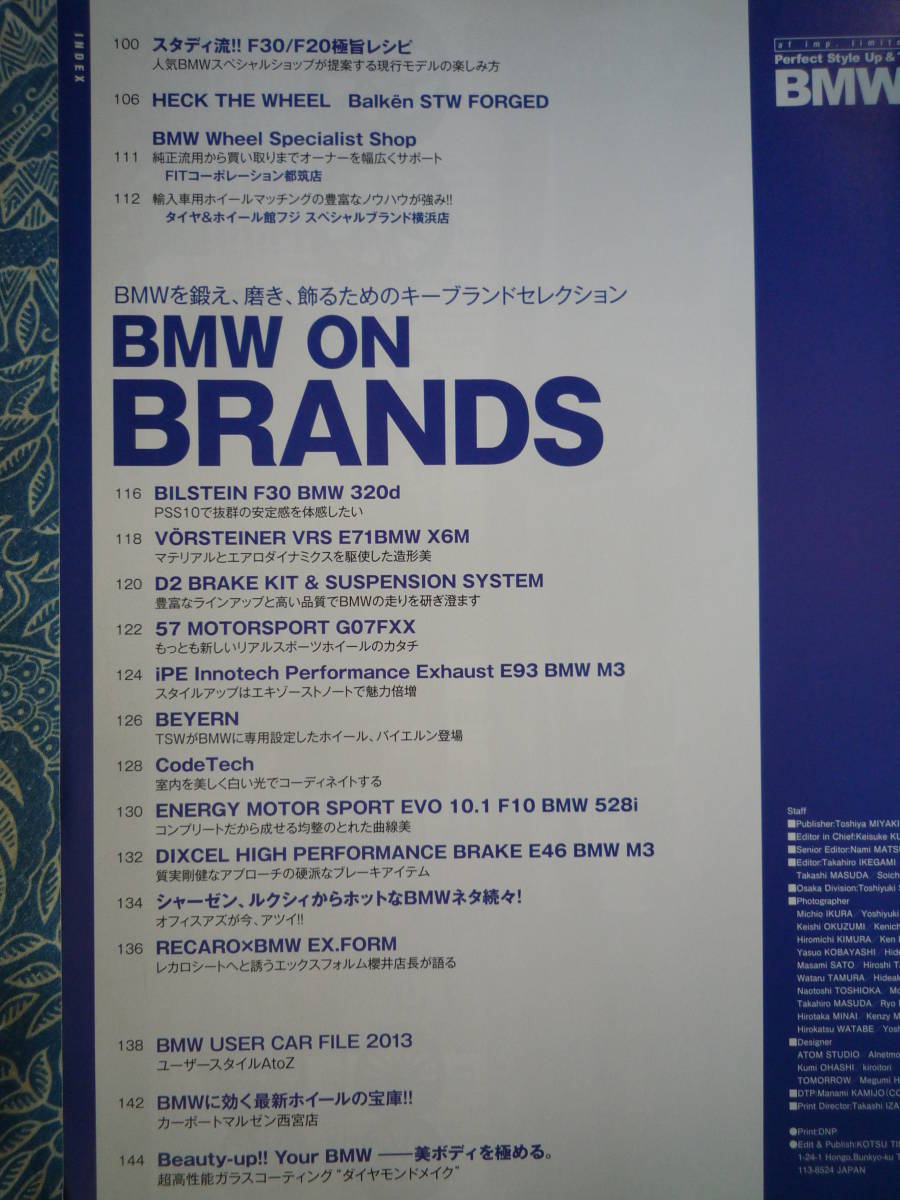 INDEX
100 スタディ流!! F30/F20極旨レシピ
人気BMWスペシャルショップが提案する現行モデルの楽しみ方
106 HECK THE WHEEL Balkën STW FORGED
BMW Wheel Specialist Shop
111 純正流用から買い取りまでオーナーを幅広くサポート
FITコーポレーション都筑店
112 輸入車用ホイールマッチングの豊富なノウハウが強み!!
タイヤ&ホイール館フジ スペシャルブランド横浜店
BMWを鍛え、磨き、飾るためのキーブランドセレクション
BMW ON
BRANDS
116 BILSTEIN F30 BMW 320d
PSS10で抜群の安定感を体感したい
118 VÖRSTEINER VRS E71BMW X6M
マテリアルとエアロダイナミクスを駆使した造形美
120 D2 BRAKE KIT & SUSPENSION SYSTEM
豊富なラインアップと高い品質でBMWの走りを研ぎ澄ます
122 57 MOTORSPORT G07FXX
もっとも新しいリアルスポーツホイールのカタチ
124 iPE Innotech Performance Exhaust E93 BMW M3
スタイルアップはエキゾーストノートで魅力倍増
126 BEYERN
TSWがBMWに専用設定したホイール、バイエルン登場
128 CodeTech
室内を美しく白い光でコーディネイトする
130 ENERGY MOTOR SPORT EVO 10.1 F10 BMW 528i
コンプリートだから成せる均整のとれた曲線美
132 DIXCEL HIGH PERFORMANCE BRAKE E46 BMW M3
質実剛健なアプローチの硬派なブレーキアイテム
134 シャーゼン、ルクシィからホットなBMWネタ続々!
オフィスアズが今、アツイ!!
136 RECARO×BMW EX.FORM
レカロシートへと誘うエックスフォルム櫻井店長が語る
138 BMW USER CAR FILE 2013
ユーザースタイルAtoZ
142 BMWに効く最新ホイールの宝庫!!
カーポートマルゼン西宮店
144 Beauty-up!! Your BMW ——美ボディを極める。
超高性能ガラスコーティング"ダイヤモンドメイク"
af imp.
Perfect Style Up &
BMW
Staff
■Publisher:Toshiya
■Editor in Chief:Keisuke
■Senior Editor:Nami
■Editor:Takahiro IKEGAMI
Takashi MASUDA/
■Osaka Division:Toshiyuki
■Photographer
Michio IKURA/Yoshiyuki
Keishi OKUZUMI/
Hiromichi KIMURA/Ken
Yasuo KOBAYASHI/
Masami SATO/Hiroshi
Wataru TAMURA/
Naotoshi TOSHIOKA/
Takahiro MASUDA/Ryo
Hirotaka MINAI/Kenzy
Hirokatsu WATABE/
■Designer
ATOM STUDIO/
Kumi OHASHI/kiroitori
TOMORROW/Megumi
■DTP:Manami KAMIJO
■Print Director:Takashi
●Print:DNP
●Edit & Publish:KOTSU
1-24-1 Hongo,Bunkyo-ku
113-8524 JAPAN